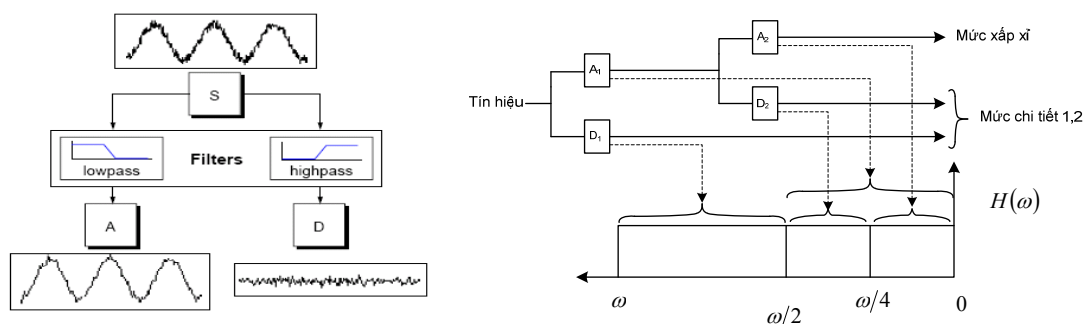 S
Filters
lowpass
highpass
A
D
Tín hiệu
A1
D1
A2
D2
Mức xấp xỉ
Mức chi tiết 1,2
H(ω)
ω
ω/2
ω/4
0